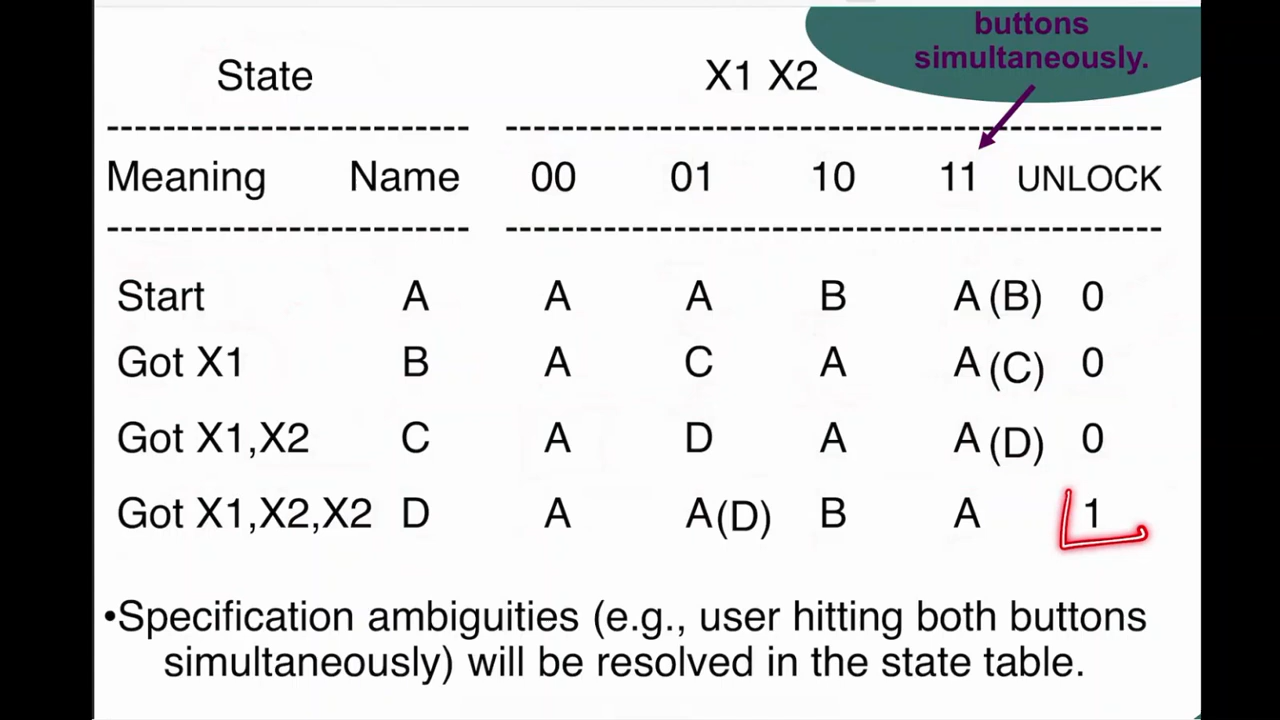 buttons
simultaneously.
State X1 X2
--------------------------- -------------------------------------------------
Meaning Name 00 01 10 11 UNLOCK
--------------------------- -------------------------------------------------
Start A A A B A (B) 0
Got X1 B A C A A (C) 0
Got X1,X2 C A D A A (D) 0
Got X1,X2,X2 D A A (D) B A 1
•Specification ambiguities (e.g., user hitting both buttons
simultaneously) will be resolved in the state table.